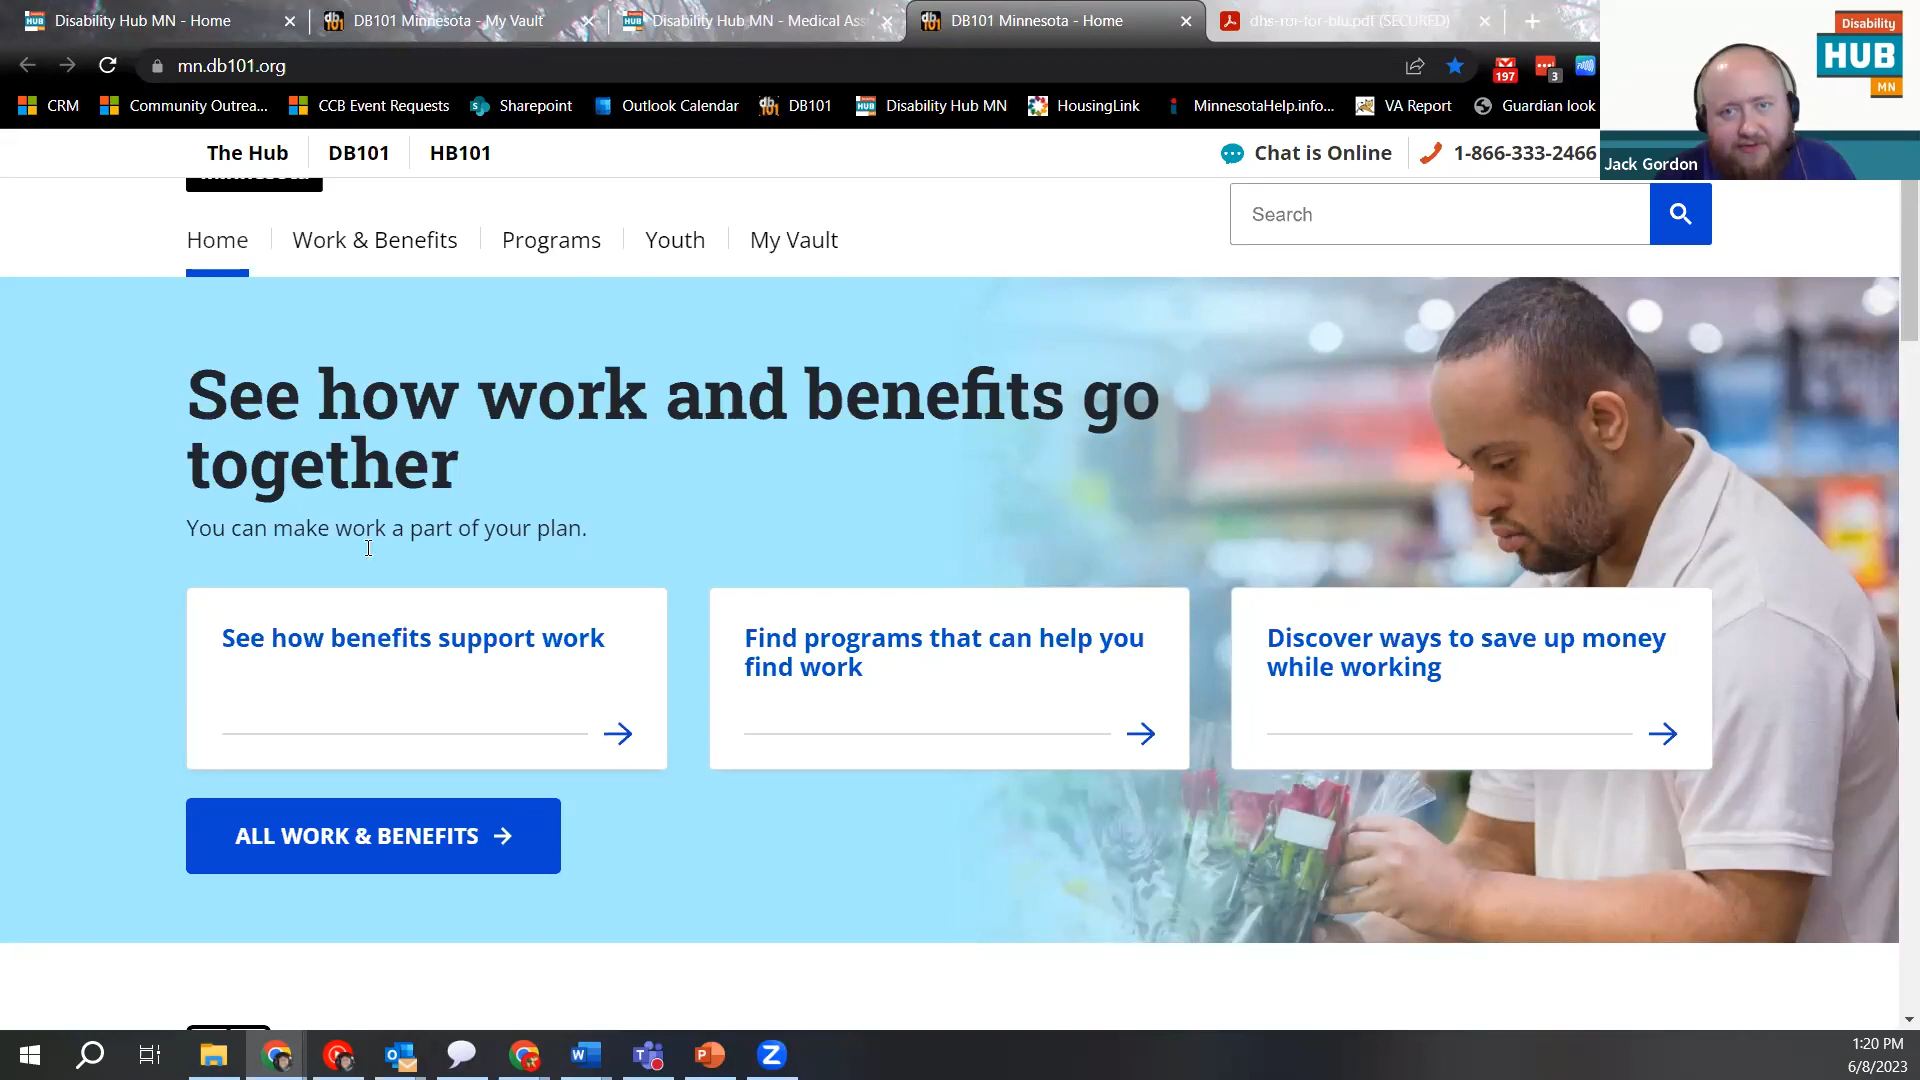 Disability Hub MN - Home
DB101 Minnesota - My Vault
Disability Hub MN - Medical Ass
DB101 Minnesota - Home
dhs-roi-for-blu.pdf (SECURED)
mn.db101.org
197
3
CRM
Community Outrea...
CCB Event Requests
Sharepoint
Outlook Calendar
DB101
Disability Hub MN
HousingLink
MinnesotaHelp.info...
VA Report
Guardian look
Disability
HUB
MN
Jack Gordon
The Hub
DB101
HB101
Chat is Online
1-866-333-2466
Search
Home
Work & Benefits
Programs
Youth
My Vault
See how work and benefits go
together
You can make work a part of your plan.
See how benefits support work
Find programs that can help you
find work
Discover ways to save up money
while working
ALL WORK & BENEFITS
1:20 PM
6/8/2023